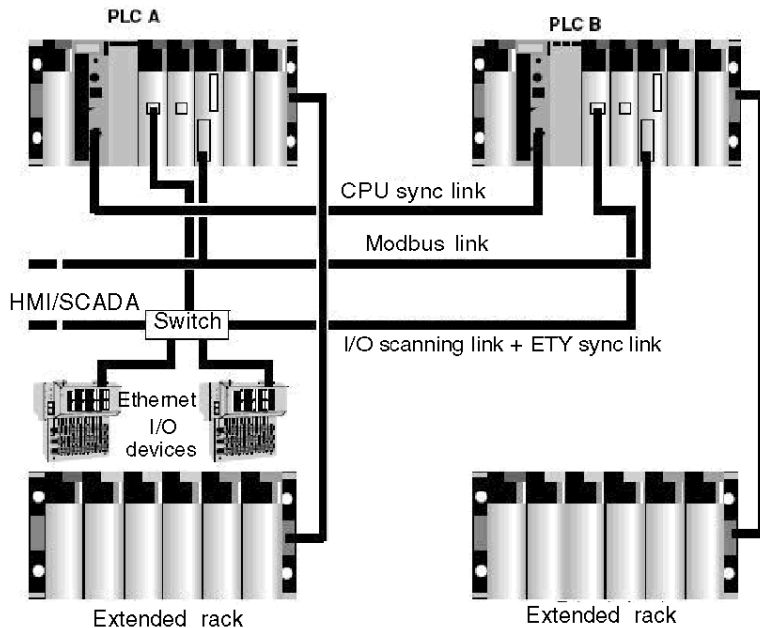 PLC A
PLC B
CPU sync link
Modbus link
HMI/SCADA
Switch
I/O scanning link + ETY sync link
Ethernet
I/O
devices
Extended rack
Extended rack